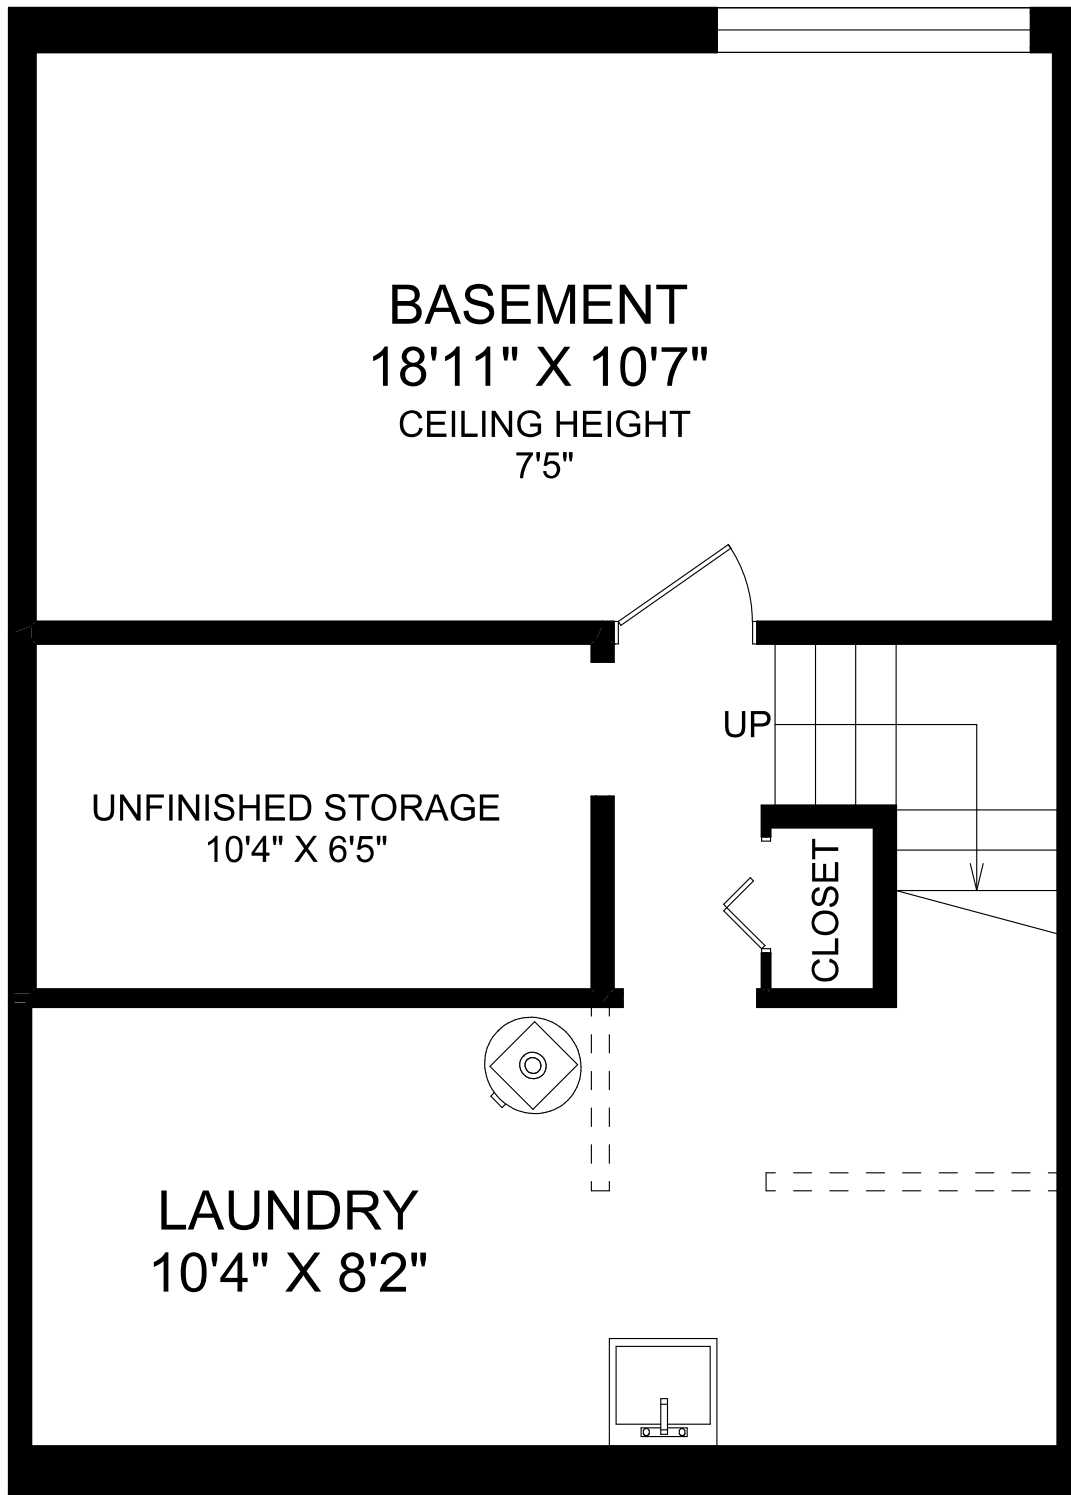 BASEMENT
18'11" X 10'7"
CEILING HEIGHT
7'5"
UP
UNFINISHED STORAGE
10'4" X 6'5"
CLOSET
LAUNDRY
10'4" X 8'2"